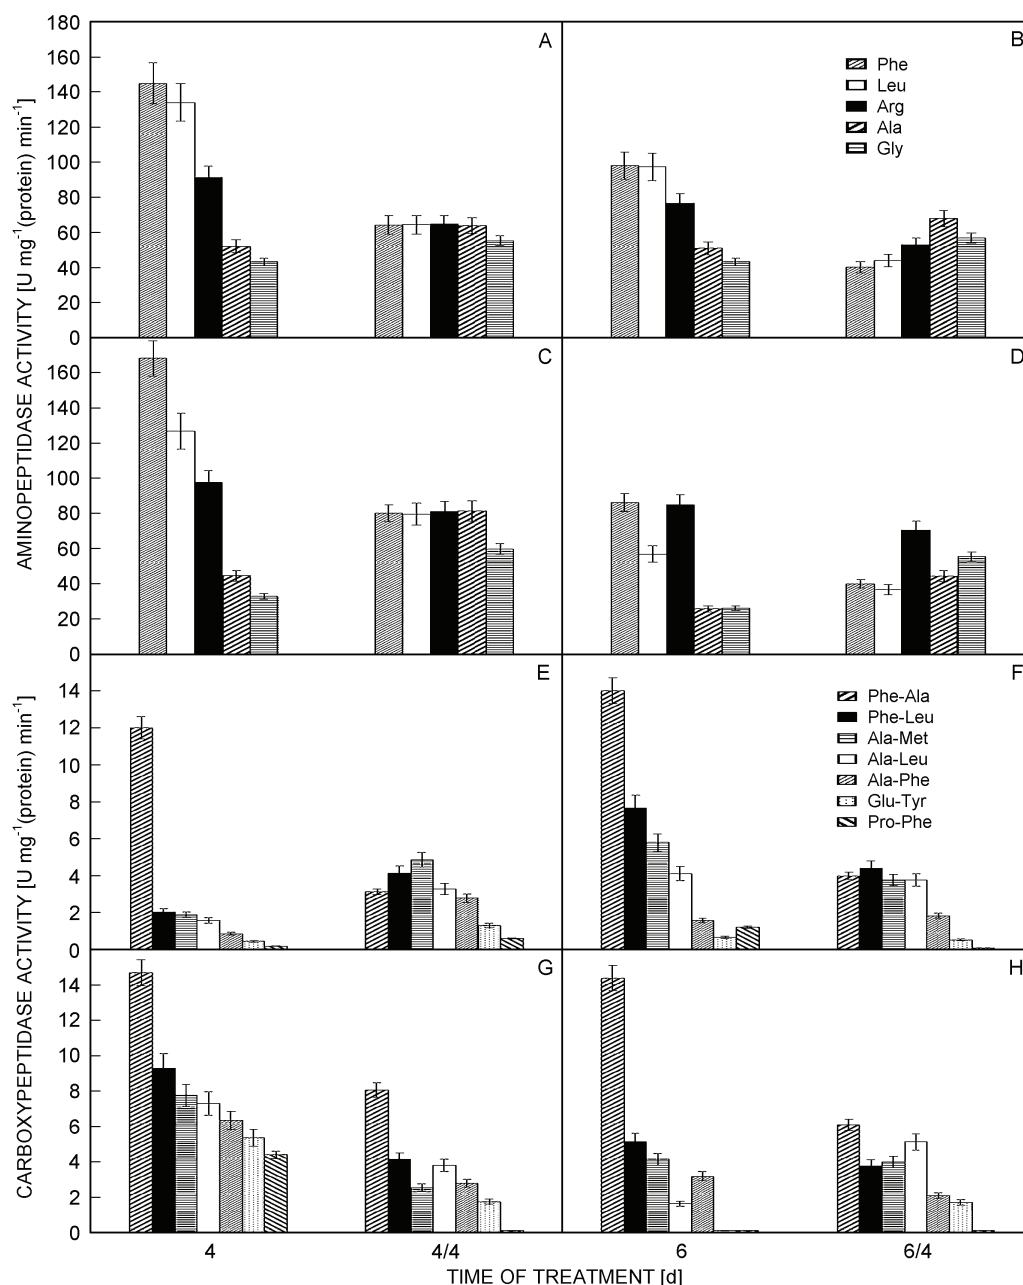 AMINOPEPTIDASE ACTIVITY [U mg⁻¹(protein) min⁻¹]
180
160
140
120
100
80
60
40
20
0
A
B
Phe
Leu
Arg
Ala
Gly
160
140
120
100
80
60
40
20
0
C
D
CARBOXYPEPTIDASE ACTIVITY [U mg⁻¹(protein) min⁻¹]
14
12
10
8
6
4
2
0
E
F
Phe-Ala
Phe-Leu
Ala-Met
Ala-Leu
Ala-Phe
Glu-Tyr
Pro-Phe
14
12
10
8
6
4
2
0
G
H
4 4/4 6 6/4
TIME OF TREATMENT [d]